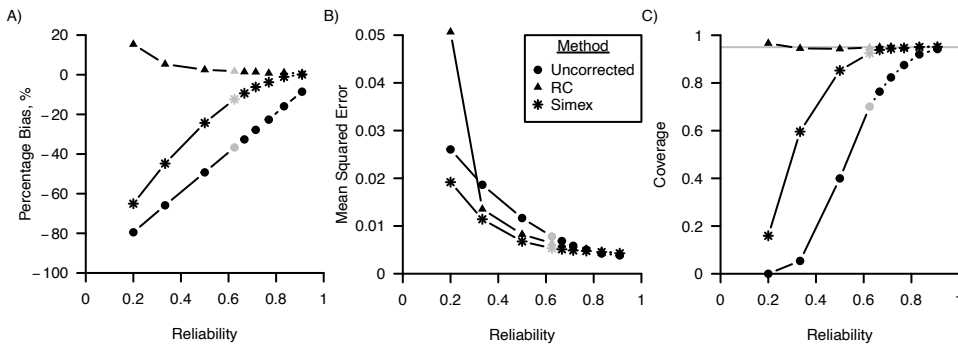 A)
20
0
−20
−40
−60
−80
−100
Percentage Bias, %
0
0.2
0.4
0.6
0.8
1
Reliability
B)
0.05
0.04
0.03
0.02
0.01
0
Mean Squared Error
Method
Uncorrected
RC
Simex
0
0.2
0.4
0.6
0.8
1
Reliability
C)
1
0.8
0.6
0.4
0.2
0
Coverage
0
0.2
0.4
0.6
0.8
1
Reliability